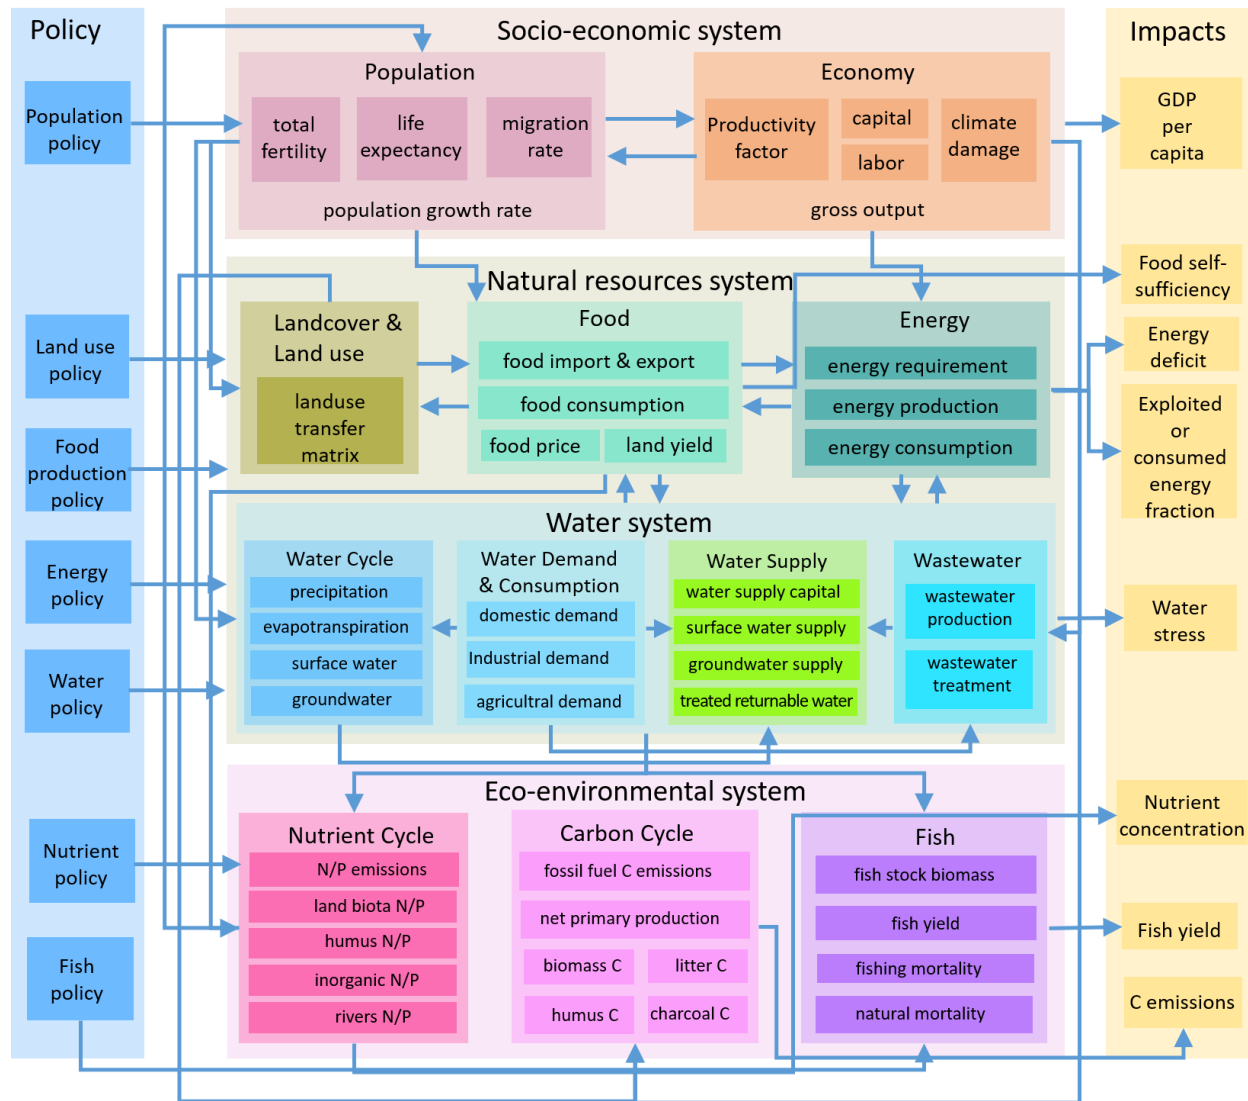 Policy
Population
policy
Land use
policy
Food
production
policy
Energy
policy
Water
policy
Nutrient
policy
Fish
policy
Socio-economic system
Population
total
fertility
life
expectancy
migration
rate
population growth rate
Economy
Productivity
factor
capital
labor
climate
damage
gross output
Natural resources system
Landcover &
Land use
landuse
transfer
matrix
Food
food import & export
food consumption
food price
land yield
Energy
energy requirement
energy production
energy consumption
Water system
Water Cycle
precipitation
evapotranspiration
surface water
groundwater
Water Demand
& Consumption
domestic demand
Industrial demand
agricultral demand
Water Supply
water supply capital
surface water supply
groundwater supply
treated returnable water
Wastewater
wastewater
production
wastewater
treatment
Eco-environmental system
Nutrient Cycle
N/P emissions
land biota N/P
humus N/P
inorganic N/P
rivers N/P
Carbon Cycle
fossil fuel C emissions
net primary production
biomass C
litter C
humus C
charcoal C
Fish
fish stock biomass
fish yield
fishing mortality
natural mortality
Impacts
GDP
per
capita
Food self-
sufficiency
Energy
deficit
Exploited
or
consumed
energy
fraction
Water
stress
Nutrient
concentration
Fish yield
C emissions